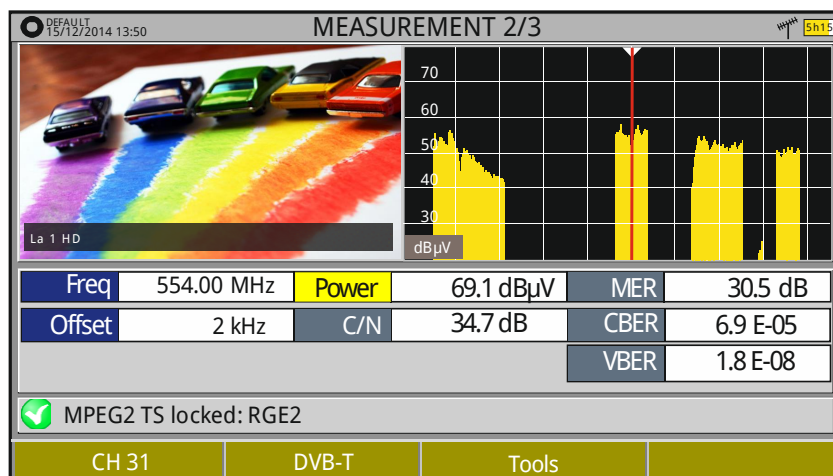 DEFAULT
15/12/2014 13:50
MEASUREMENT 2/3
5h15
La 1 HD
70
60
50
40
30
dBµV
Freq 554.00 MHz Power 69.1 dBµV MER 30.5 dB
Offset 2 kHz C/N 34.7 dB CBER 6.9 E-05
VBER 1.8 E-08
MPEG2 TS locked: RGE2
CH 31 DVB-T Tools